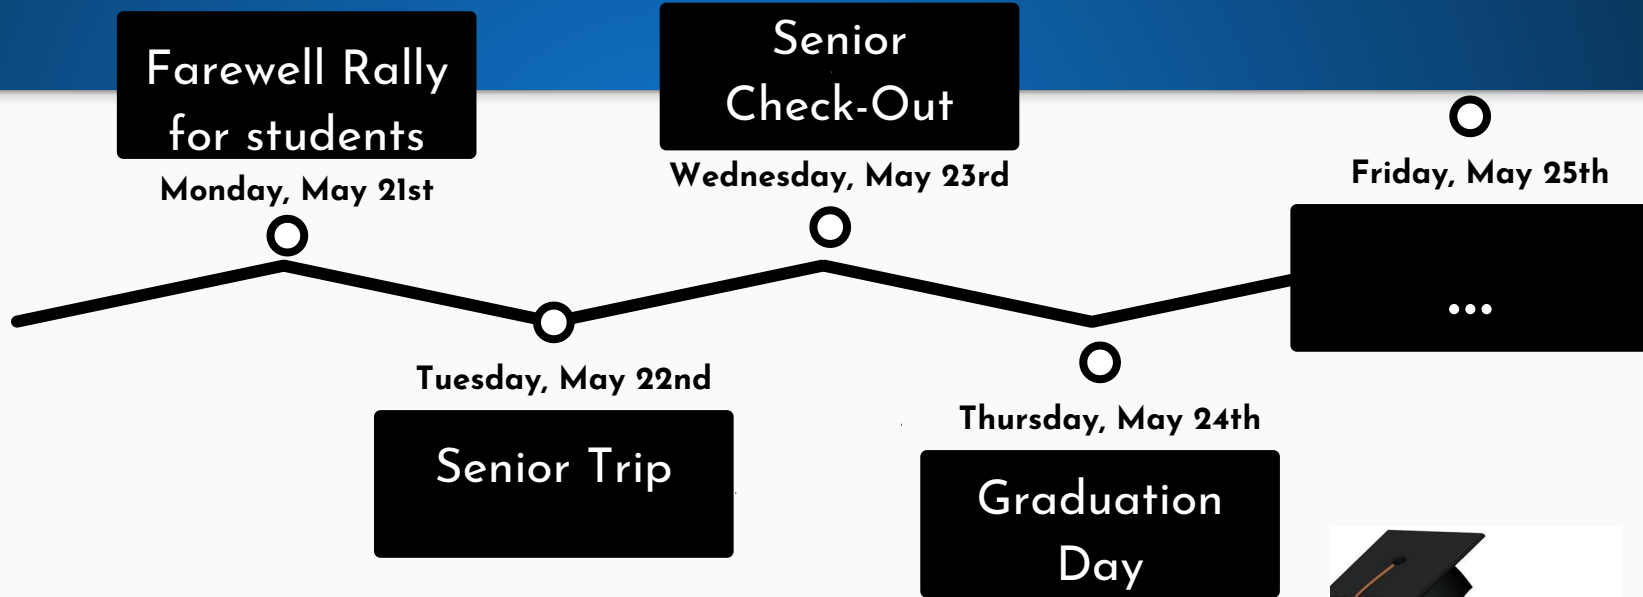 Farewell Rally
for students
Monday, May 21st
Tuesday, May 22nd
Senior Trip
Senior
Check-Out
Wednesday, May 23rd
Thursday, May 24th
Graduation
Day
Friday, May 25th
...